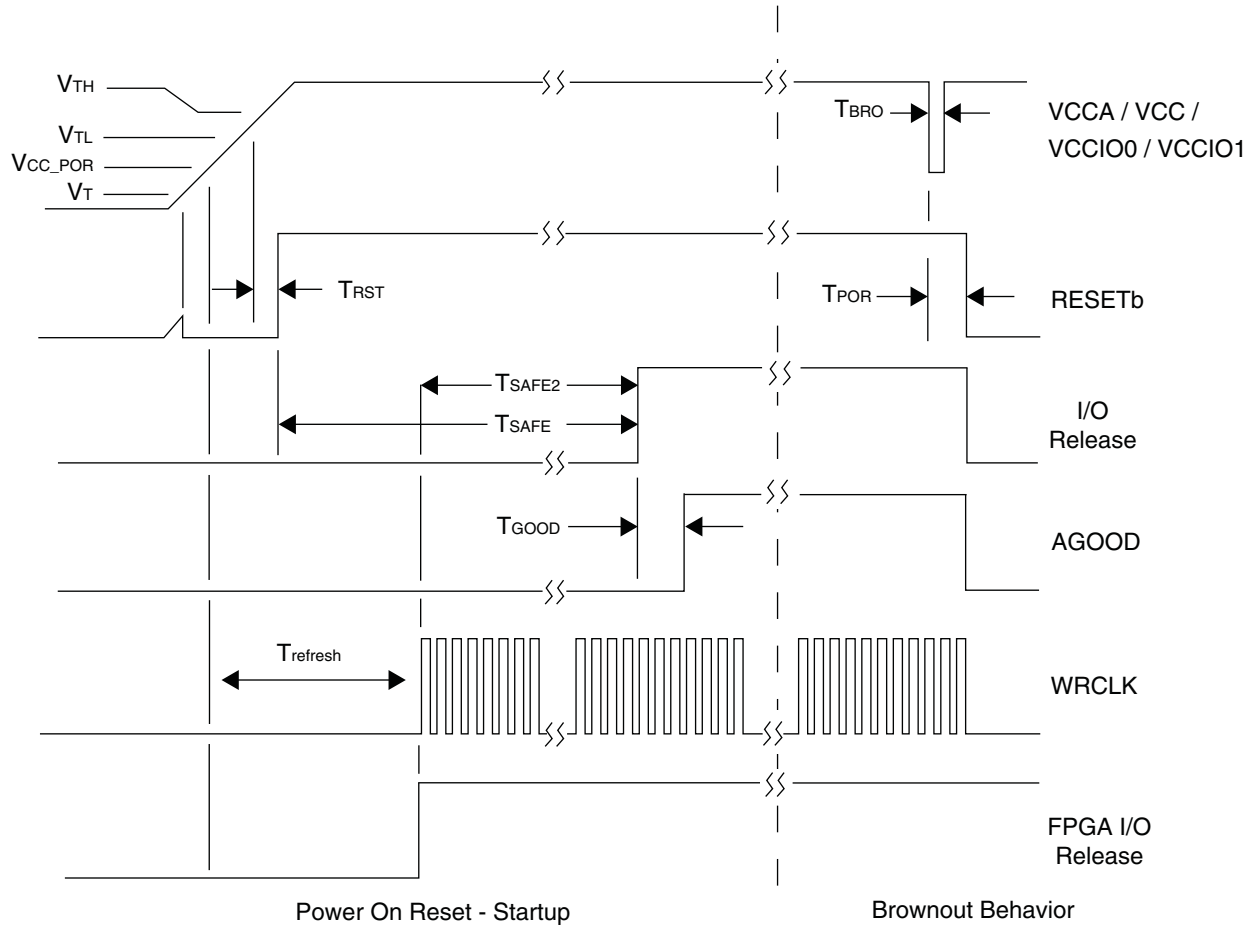 VTH
VTL
VCC_POR
VT
TBRO
VCCA / VCC /
VCCIO0 / VCCIO1
TRST
TPOR
RESETb
TSAFE2
TSAFE
I/O
Release
TGOOD
AGOOD
Trefresh
WRCLK
FPGA I/O
Release
Power On Reset - Startup
Brownout Behavior